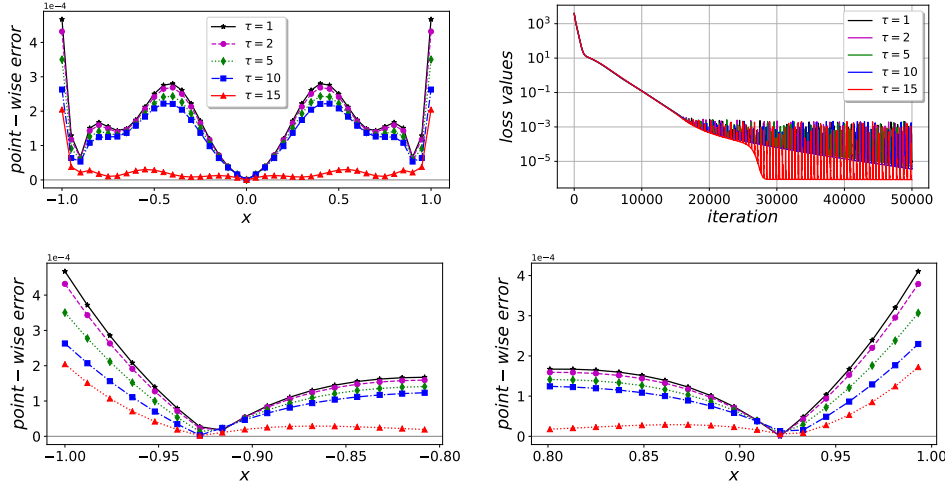 1e−4
point − wise error
4
3
2
1
0
−1.0 −0.5 0.0 0.5 1.0
x
τ = 1
τ = 2
τ = 5
τ = 10
τ = 15
loss values
10³
10¹
10⁻¹
10⁻³
10⁻⁵
0 10000 20000 30000 40000 50000
iteration
τ = 1
τ = 2
τ = 5
τ = 10
τ = 15
1e−4
point − wise error
4
3
2
1
0
−1.00 −0.95 −0.90 −0.85 −0.80
x
1e−4
point − wise error
4
3
2
1
0
0.80 0.85 0.90 0.95 1.00
x